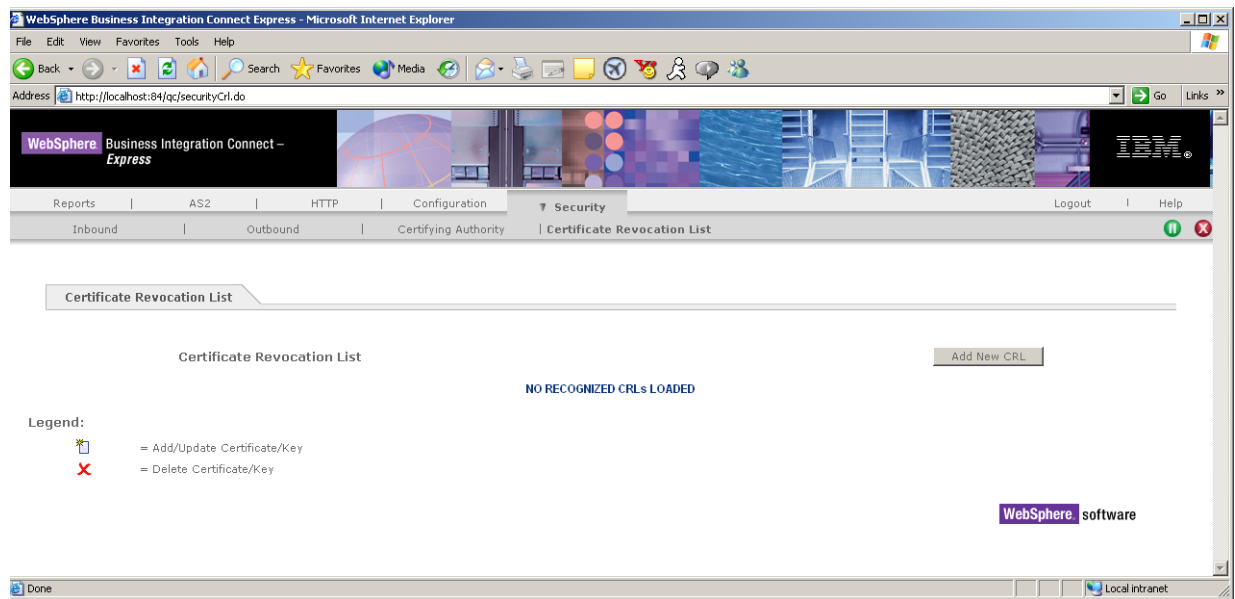 WebSphere Business Integration Connect Express - Microsoft Internet Explorer
File Edit View Favorites Tools Help
Back Search Favorites Media
Address http://localhost:84/qc/securityCrl.do Go Links »
WebSphere. Business Integration Connect –
Express
IBM®
Reports | AS2 | HTTP | Configuration Security Logout | Help
Inbound | Outbound | Certifying Authority | Certificate Revocation List
Certificate Revocation List
Certificate Revocation List Add New CRL
NO RECOGNIZED CRLs LOADED
Legend:
= Add/Update Certificate/Key
= Delete Certificate/Key
WebSphere. software
Done Local intranet